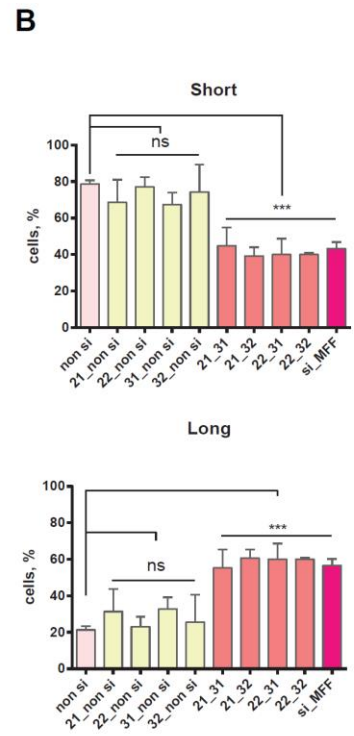 B
Short
ns
***
100
80
60
40
20
0
cells, %
non si
21_non si
22_non si
31_non si
32_non si
21_31
21_32
22_31
22_32
si_MFF
Long
ns
***
100
80
60
40
20
0
cells, %
non si
21_non si
22_non si
31_non si
32_non si
21_31
21_32
22_31
22_32
si_MFF